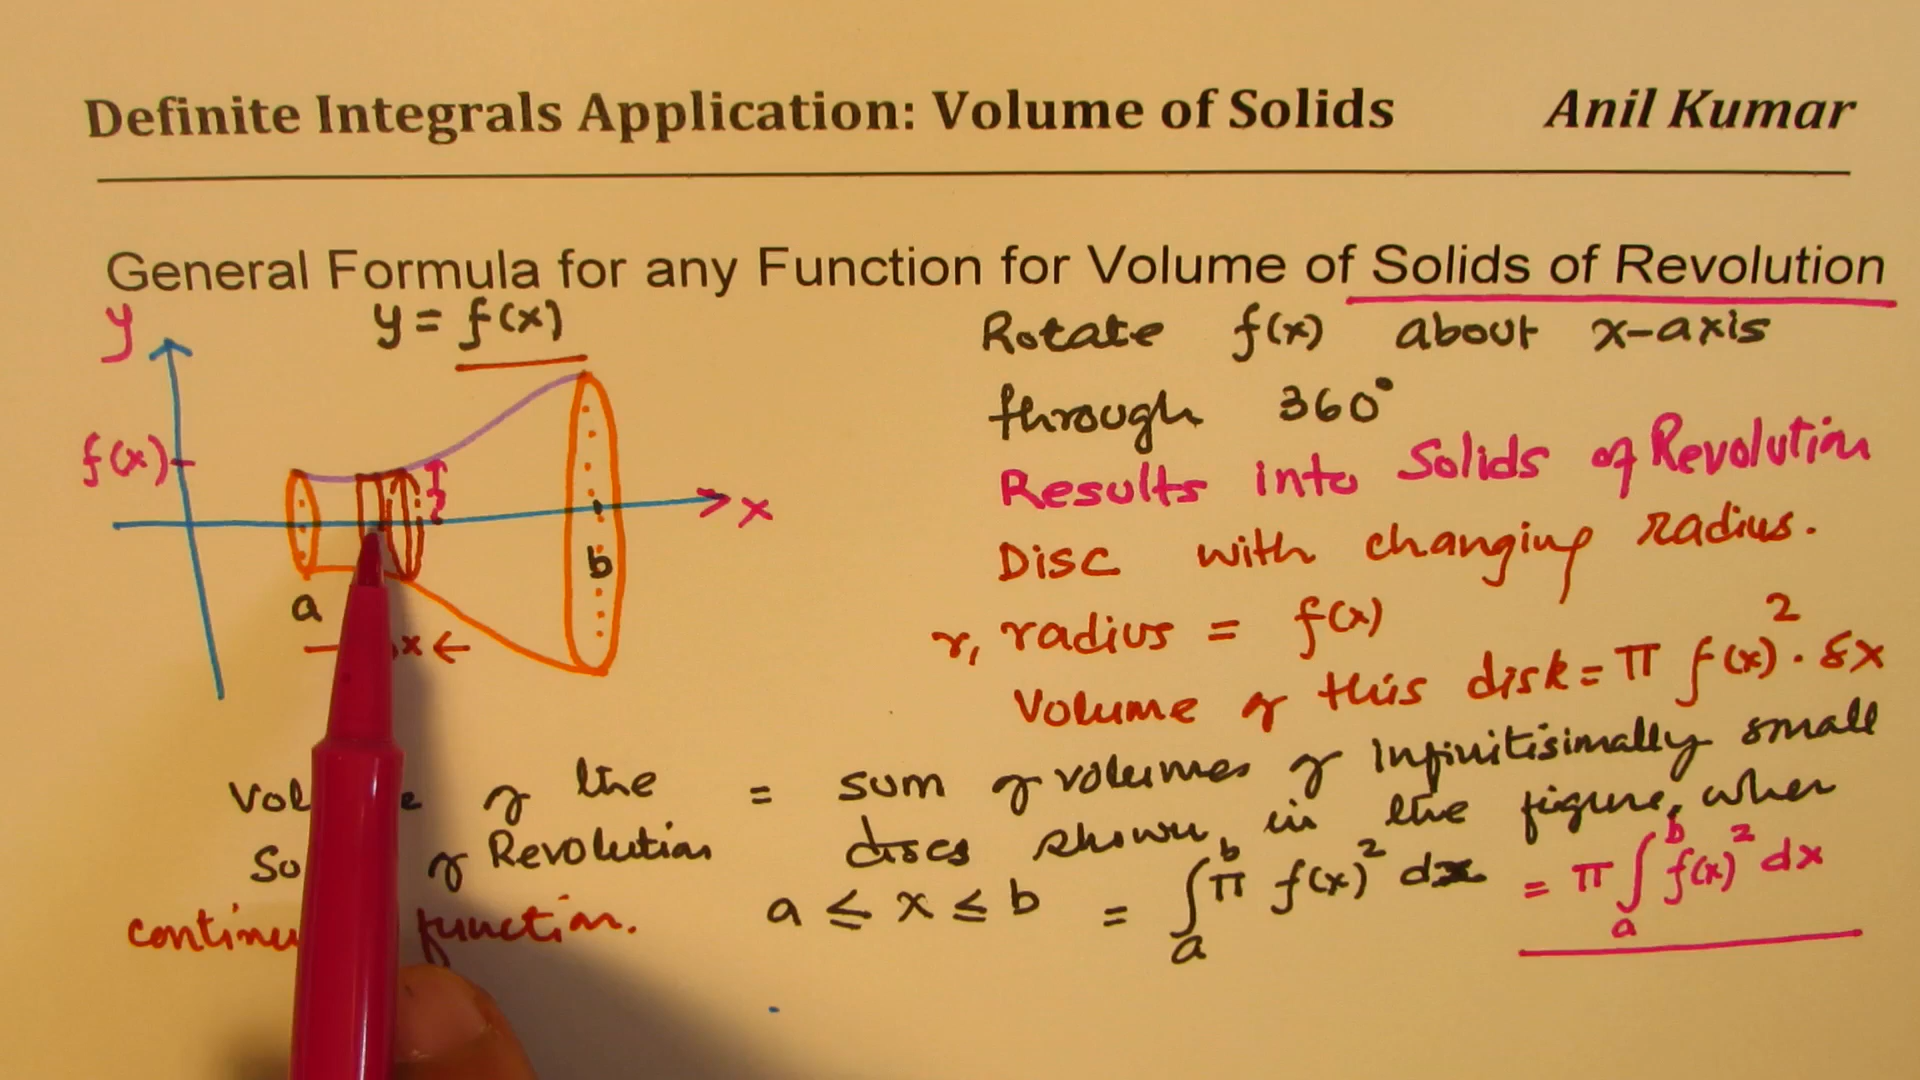 Definite Integrals Application: Volume of Solids Anil Kumar
General Formula for any Function for Volume of Solids of Revolution
y
y = f(x)
f(x)
x
a
b
x ←
Rotate f(x) about x-axis
through 360°
Results into Solids of Revolution
Disc with changing radius.
r, radius = f(x)
Volume of this disk = π f(x)² · δx
of the = sum of volumes of Infinitisimally small
of Revolution discs shown in the figure, when
a ≤ x ≤ b = ∫ₐᵇ π f(x)² dx = π ∫ₐᵇ f(x)² dx
function.